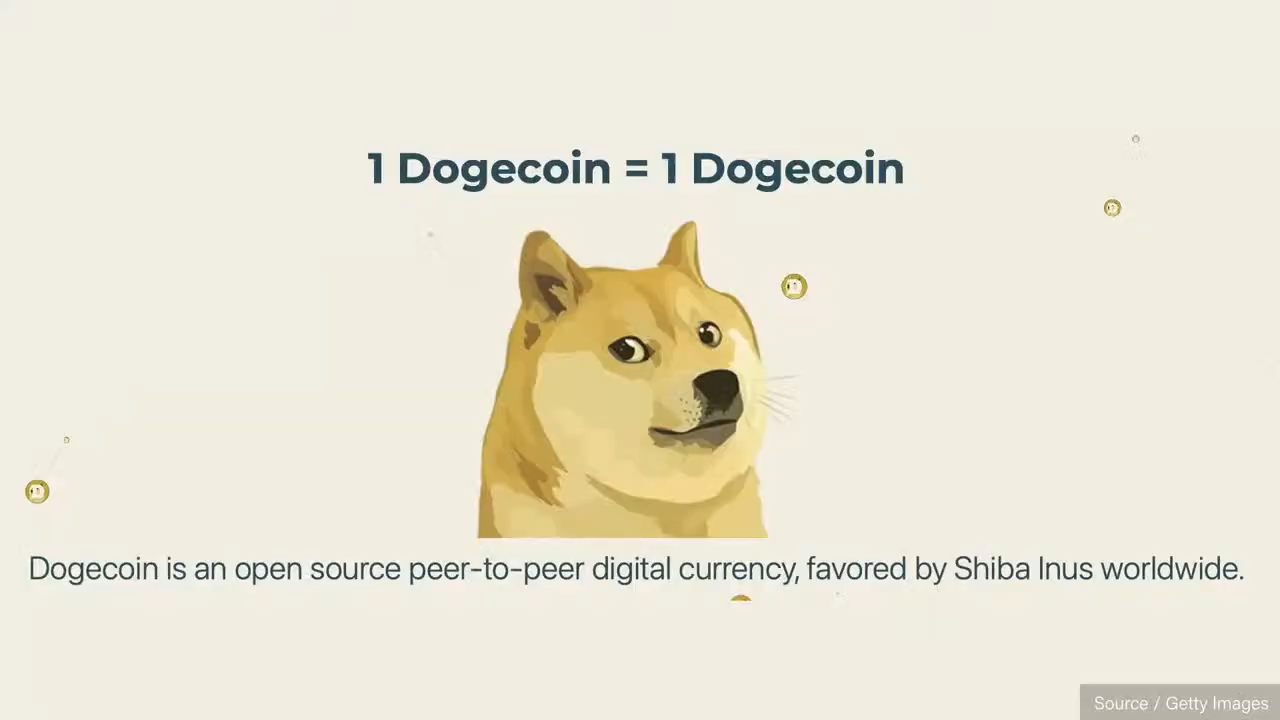 1 Dogecoin = 1 Dogecoin
Dogecoin is an open source peer-to-peer digital currency, favored by Shiba Inus worldwide.
Source / Getty Images